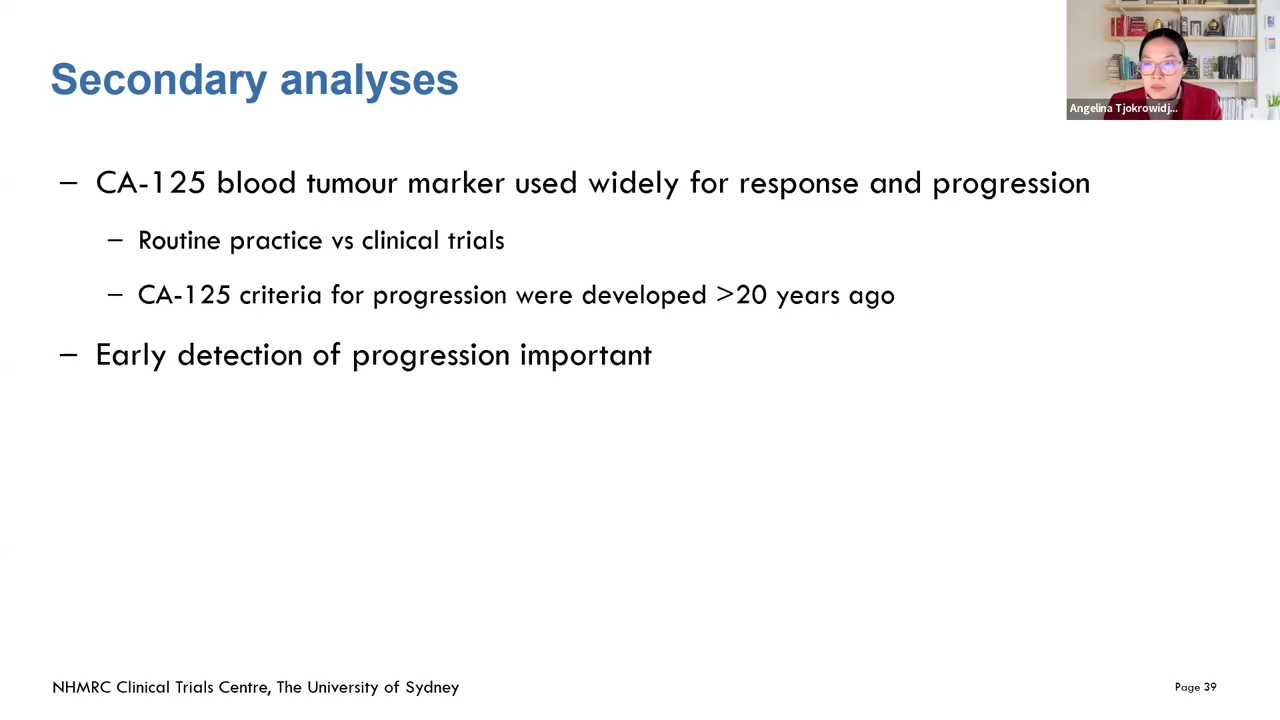 Secondary analyses
Angelina Tjokrowidj...
– CA-125 blood tumour marker used widely for response and progression
– Routine practice vs clinical trials
– CA-125 criteria for progression were developed >20 years ago
– Early detection of progression important
NHMRC Clinical Trials Centre, The University of Sydney
Page 39